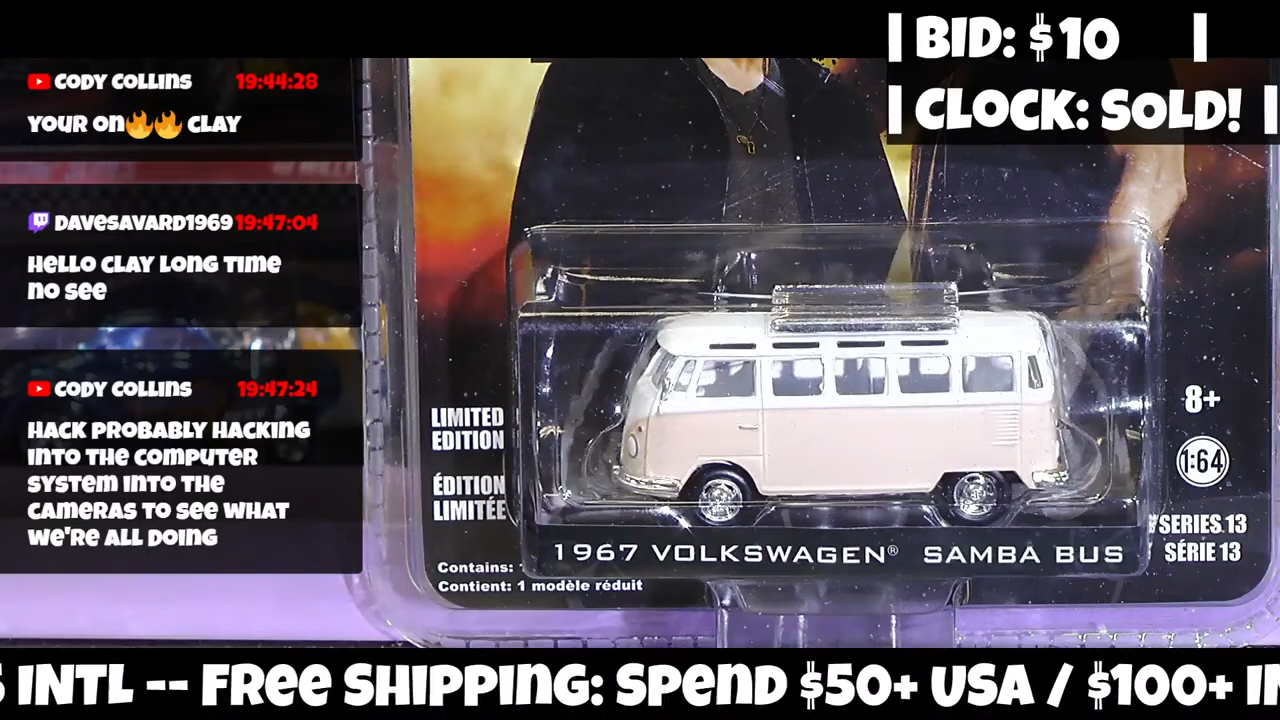 | BID: $10 |
| CLOCK: SOLD! |
CODY COLLINS 19:44:28
YOUR ON🔥🔥 CLAY
DAVESAVARD1969 19:47:04
HELLO CLAY LONG TIME
NO SEE
CODY COLLINS 19:47:24
HACK PROBABLY HACKING
INTO THE COMPUTER
SYSTEM INTO THE
CAMERAS TO SEE WHAT
WE'RE ALL DOING
LIMITED
EDITION
ÉDITION
LIMITÉE
Contains:
Contient: 1 modèle réduit
1967 VOLKSWAGEN® SAMBA BUS
8+
1:64
SERIES 13
SÉRIE 13
INTL -- FREE SHIPPING: SPEND $50+ USA / $100+